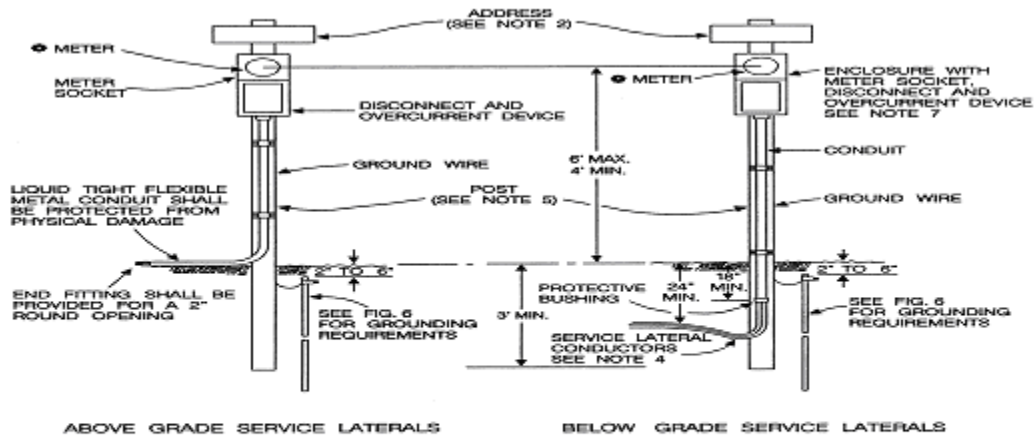 ADDRESS
(SEE NOTE 2)
METER
METER
SOCKET
DISCONNECT AND
OVERCURRENT DEVICE
GROUND WIRE
LIQUID TIGHT FLEXIBLE
METAL CONDUIT SHALL
BE PROTECTED FROM
PHYSICAL DAMAGE
POST
(SEE NOTE 5)
END FITTING SHALL BE
PROVIDED FOR A 2"
ROUND OPENING
2" TO 6"
SEE FIG. 6
FOR GROUNDING
REQUIREMENTS
6' MAX.
4' MIN.
3' MIN.
METER
ENCLOSURE WITH
METER SOCKET,
DISCONNECT AND
OVERCURRENT DEVICE
SEE NOTE 7
CONDUIT
GROUND WIRE
PROTECTIVE
BUSHING
24"
MIN.
18"
MIN.
2" TO 6"
SEE FIG. 6
FOR GROUNDING
REQUIREMENTS
SERVICE LATERAL
CONDUCTORS
SEE NOTE 4
ABOVE GRADE SERVICE LATERALS
BELOW GRADE SERVICE LATERALS